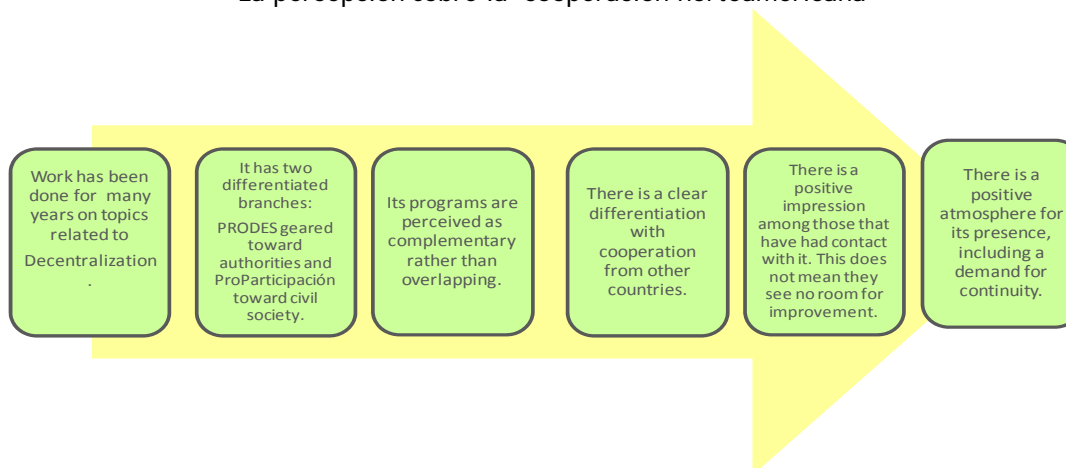 La percepción sobre la cooperación norteamericana
Work has been
done for many
years on topics
related to
Decentralization
.
It has two
differentiated
branches:
PRODES geared
toward
authorities and
ProParticipación
toward civil
society.
Its programs are
perceived as
complementary
rather than
overlapping.
There is a clear
differentiation
with
cooperation
from other
countries.
There is a
positive
impression
among those that
have had contact
with it. This does
not mean they
see no room for
improvement.
There is a
positive
atmosphere for
its presence,
including a
demand for
continuity.